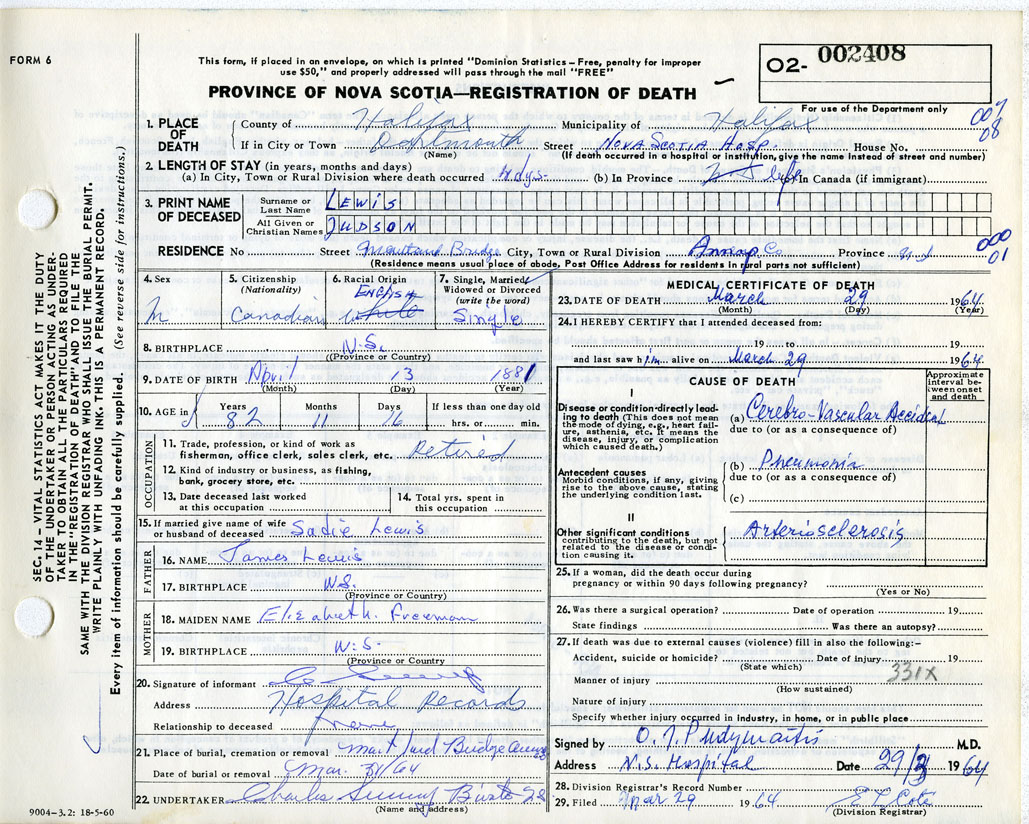 FORM 6
This form, if placed in an envelope, on which is printed "Dominion Statistics – Free, penalty for improper
use $50," and properly addressed will pass through the mail "FREE"
O2- 002408
PROVINCE OF NOVA SCOTIA—REGISTRATION OF DEATH
For use of the Department only
1. PLACE OF DEATH
County of Halifax Municipality of Halifax
007
08
If in City or Town Dartmouth Street Nova Scotia Hosp. House No.
(Name) (If death occurred in a hospital or institution, give the name instead of street and number)
2. LENGTH OF STAY (in years, months and days)
(a) In City, Town or Rural Division where death occurred dys. (b) In Province life In Canada (if immigrant)
3. PRINT NAME OF DECEASED
Surname or Last Name LEWIS
All Given or Christian Names JUDSON
RESIDENCE No Street Maitland Bridge City, Town or Rural Division Annap Co. Province N.S.
000
01
(Residence means usual place of abode, Post Office Address for residents in rural parts not sufficient)
4. Sex M
5. Citizenship (Nationality) Canadian
6. Racial Origin English White
7. Single, Married, Widowed or Divorced (write the word) Single
8. BIRTHPLACE N.S.
(Province or Country)
9. DATE OF BIRTH April 13 1881
(Month) (Day) (Year)
10. AGE in Years 82 Months 11 Days 16 If less than one day old hrs. or min.
OCCUPATION
11. Trade, profession, or kind of work as
fisherman, office clerk, sales clerk, etc. Retired
12. Kind of industry or business, as fishing,
bank, grocery store, etc.
13. Date deceased last worked
at this occupation
14. Total yrs. spent in
this occupation
15. If married give name of wife
or husband of deceased Sadie Lewis
FATHER
16. NAME James Lewis
17. BIRTHPLACE N.S.
(Province or Country)
MOTHER
18. MAIDEN NAME Elizabeth Freeman
19. BIRTHPLACE N.S.
(Province or Country
20. Signature of informant
Address Hospital Records
Relationship to deceased none
21. Place of burial, cremation or removal Maitland Bridge
Date of burial or removal Mar. 31/64
22. UNDERTAKER Charles
(Name and address)
9004–3.2: 18-5-60
MEDICAL CERTIFICATE OF DEATH
23. DATE OF DEATH March 29 1964
(Month) (Day) (Year)
24. I HEREBY CERTIFY that I attended deceased from:
19 to 19
and last saw him alive on March 29 1964
CAUSE OF DEATH
Approximate interval between onset and death
I
Disease or condition directly leading to death (This does not mean
the mode of dying, e.g., heart failure, asthenia, etc. It means the
disease, injury, or complication
which caused death.)
(a) Cerebro-Vascular Accident
due to (or as a consequence of)
Antecedent causes
Morbid conditions, if any, giving
rise to the above cause, stating
the underlying condition last.
(b) Pneumonia
due to (or as a consequence of)
(c)
II
Other significant conditions
contributing to the death, but not
related to the disease or condition causing it.
Arteriosclerosis
25. If a woman, did the death occur during
pregnancy or within 90 days following pregnancy?
(Yes or No)
26. Was there a surgical operation? Date of operation 19
State findings Was there an autopsy?
27. If death was due to external causes (violence) fill in also the following:–
Accident, suicide or homicide? Date of injury 19
(State which)
331X
Manner of injury
(How sustained)
Nature of injury
Specify whether injury occurred in industry, in home, or in public place
Signed by M.D.
Address N.S. Hospital Date 29/3 1964
28. Division Registrar's Record Number
29. Filed Mar 29 1964
(Division Registrar)
SEC. 14 – VITAL STATISTICS ACT MAKES IT THE DUTY
OF THE UNDERTAKER OR PERSON ACTING AS UNDER-
TAKER TO OBTAIN ALL THE PARTICULARS REQUIRED
IN THE "REGISTRATION OF DEATH" AND TO FILE THE
SAME WITH THE DIVISION REGISTRAR WHO SHALL ISSUE THE BURIAL PERMIT.
WRITE PLAINLY WITH UNFADING INK. THIS IS A PERMANENT RECORD.
Every item of information should be carefully supplied. (See reverse side for instructions.)